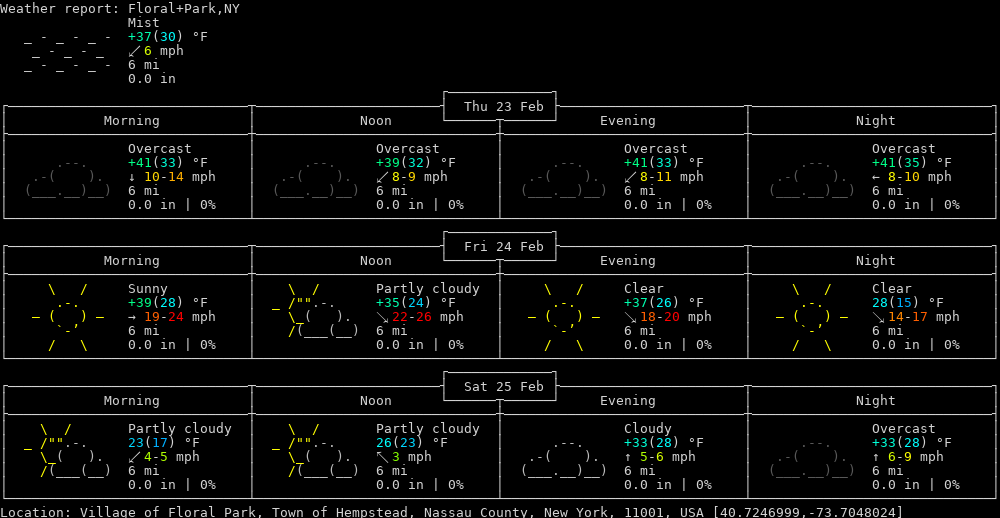 Weather report: Floral+Park,NY
Mist
+37(30) °F
↙ 6 mph
6 mi
0.0 in
Thu 23 Feb
Morning Noon Evening Night
Overcast Overcast Overcast Overcast
+41(33) °F +39(32) °F +41(33) °F +41(35) °F
↓ 10-14 mph ↙ 8-9 mph ↙ 8-11 mph ← 8-10 mph
6 mi 6 mi 6 mi 6 mi
0.0 in | 0% 0.0 in | 0% 0.0 in | 0% 0.0 in | 0%
Fri 24 Feb
Morning Noon Evening Night
Sunny Partly cloudy Clear Clear
+39(28) °F +35(24) °F +37(26) °F 28(15) °F
→ 19-24 mph ↘ 22-26 mph ↘ 18-20 mph ↘ 14-17 mph
6 mi 6 mi 6 mi 6 mi
0.0 in | 0% 0.0 in | 0% 0.0 in | 0% 0.0 in | 0%
Sat 25 Feb
Morning Noon Evening Night
Partly cloudy Partly cloudy Cloudy Overcast
23(17) °F 26(23) °F +33(28) °F +33(28) °F
↙ 4-5 mph ↖ 3 mph ↑ 5-6 mph ↑ 6-9 mph
6 mi 6 mi 6 mi 6 mi
0.0 in | 0% 0.0 in | 0% 0.0 in | 0% 0.0 in | 0%
Location: Village of Floral Park, Town of Hempstead, Nassau County, New York, 11001, USA [40.7246999,-73.7048024]